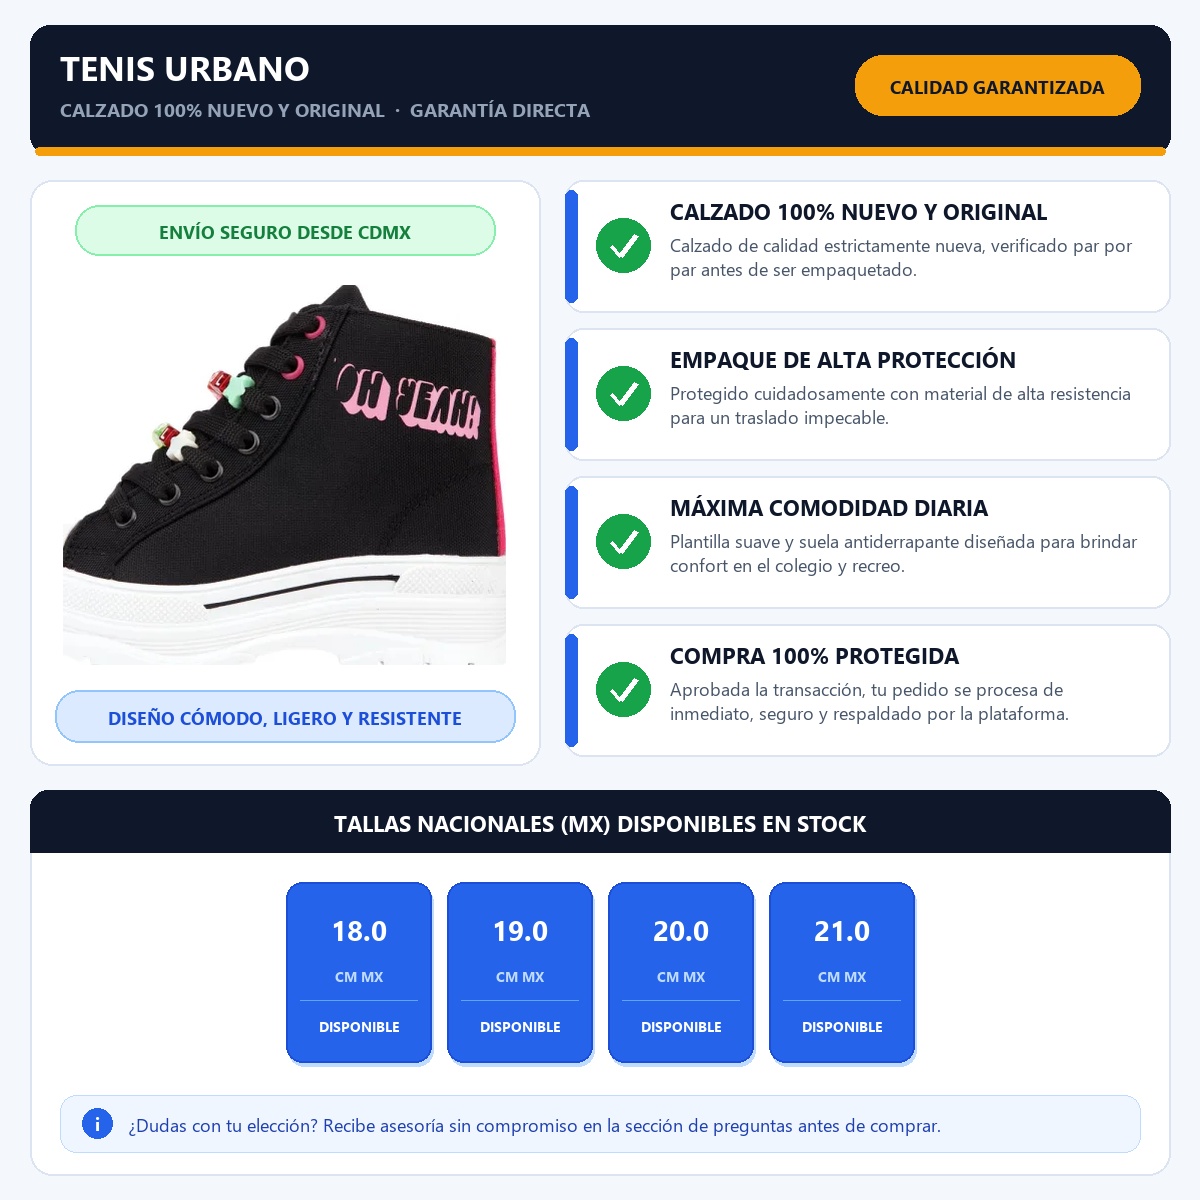 TENIS URBANO
CALZADO 100% NUEVO Y ORIGINAL · GARANTÍA DIRECTA
CALIDAD GARANTIZADA
ENVÍO SEGURO DESDE CDMX
OH YEAH!
DISEÑO CÓMODO, LIGERO Y RESISTENTE
CALZADO 100% NUEVO Y ORIGINAL
Calzado de calidad estrictamente nueva, verificado par por
par antes de ser empaquetado.
EMPAQUE DE ALTA PROTECCIÓN
Protegido cuidadosamente con material de alta resistencia
para un traslado impecable.
MÁXIMA COMODIDAD DIARIA
Plantilla suave y suela antiderrapante diseñada para brindar
confort en el colegio y recreo.
COMPRA 100% PROTEGIDA
Aprobada la transacción, tu pedido se procesa de
inmediato, seguro y respaldado por la plataforma.
TALLAS NACIONALES (MX) DISPONIBLES EN STOCK
18.0
CM MX
DISPONIBLE
19.0
CM MX
DISPONIBLE
20.0
CM MX
DISPONIBLE
21.0
CM MX
DISPONIBLE
¿Dudas con tu elección? Recibe asesoría sin compromiso en la sección de preguntas antes de comprar.